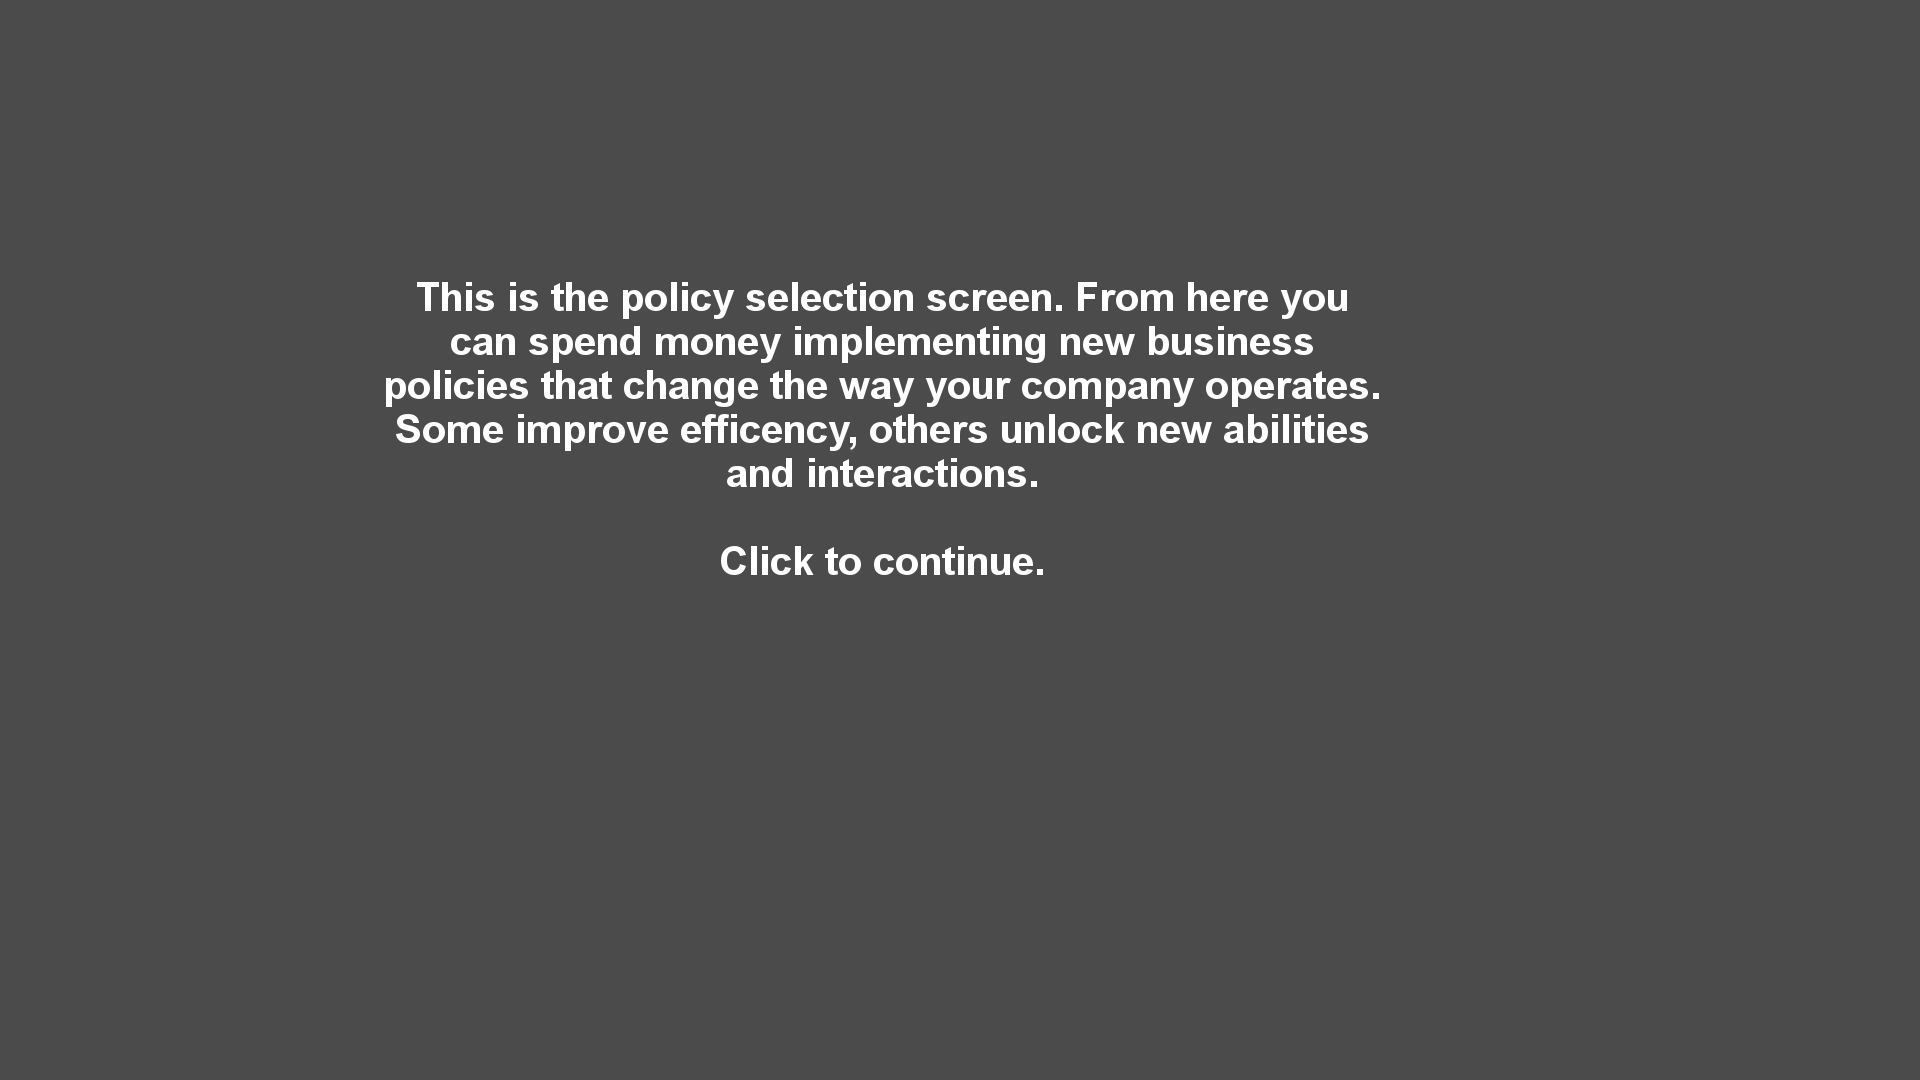 This is the policy selection screen. From here you
can spend money implementing new business
policies that change the way your company operates.
Some improve efficency, others unlock new abilities
and interactions.
Click to continue.